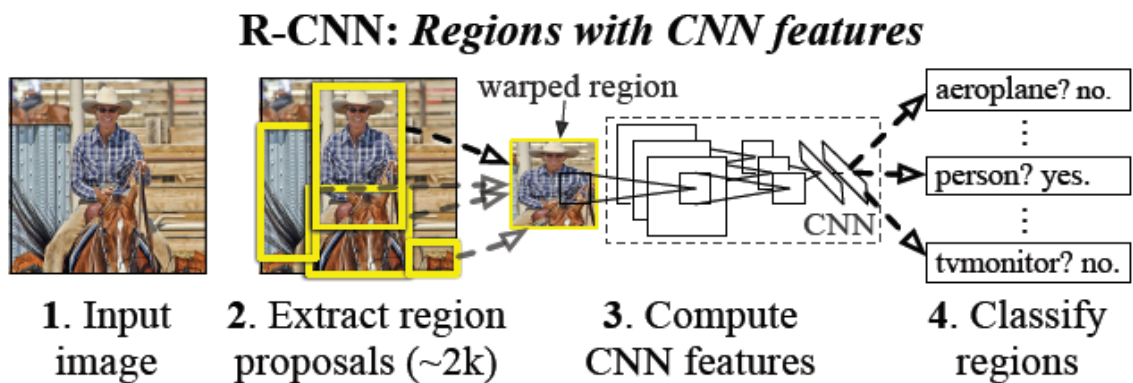 R-CNN: Regions with CNN features
warped region
aeroplane? no.
person? yes.
CNN
tvmonitor? no.
1. Input
image
2. Extract region
proposals (~2k)
3. Compute
CNN features
4. Classify
regions